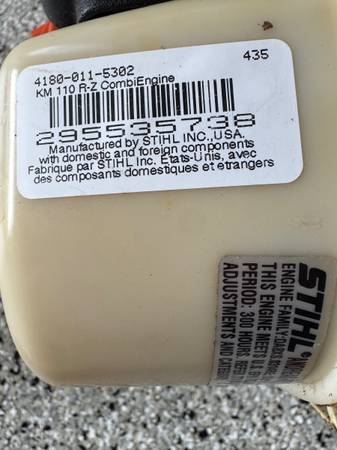 4180-011-5302 435
KM 110 R-Z CombiEngine
295535738
Manufactured by STIHL INC., USA.
with domestic and foreign components
Fabrique par STIHL Inc. Etats-Unis, avec
des composants domestiques et etrangers
STIHL
ENGINE FAMILY:
THIS ENGINE MEETS U.S.
PERIOD: 300 HOURS.
ADJUSTMENTS AND